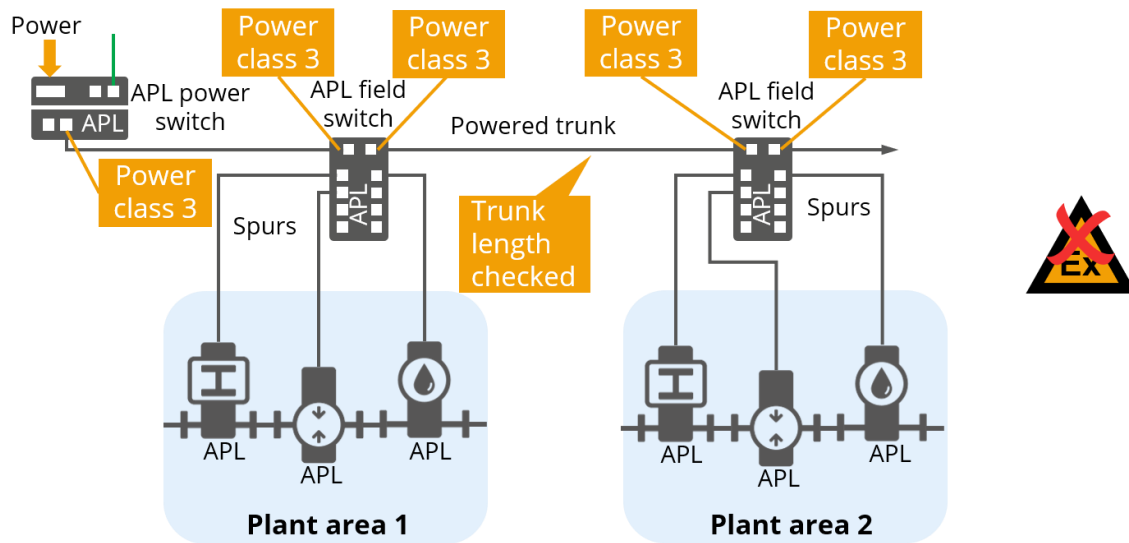 Power
APL power
switch
APL
Power
class 3
Power
class 3
Power
class 3
APL field
switch
APL
Powered trunk
Trunk
length
checked
Power
class 3
Power
class 3
APL field
switch
APL
Spurs
Spurs
Ex
APL
APL
APL
Plant area 1
APL
APL
APL
Plant area 2